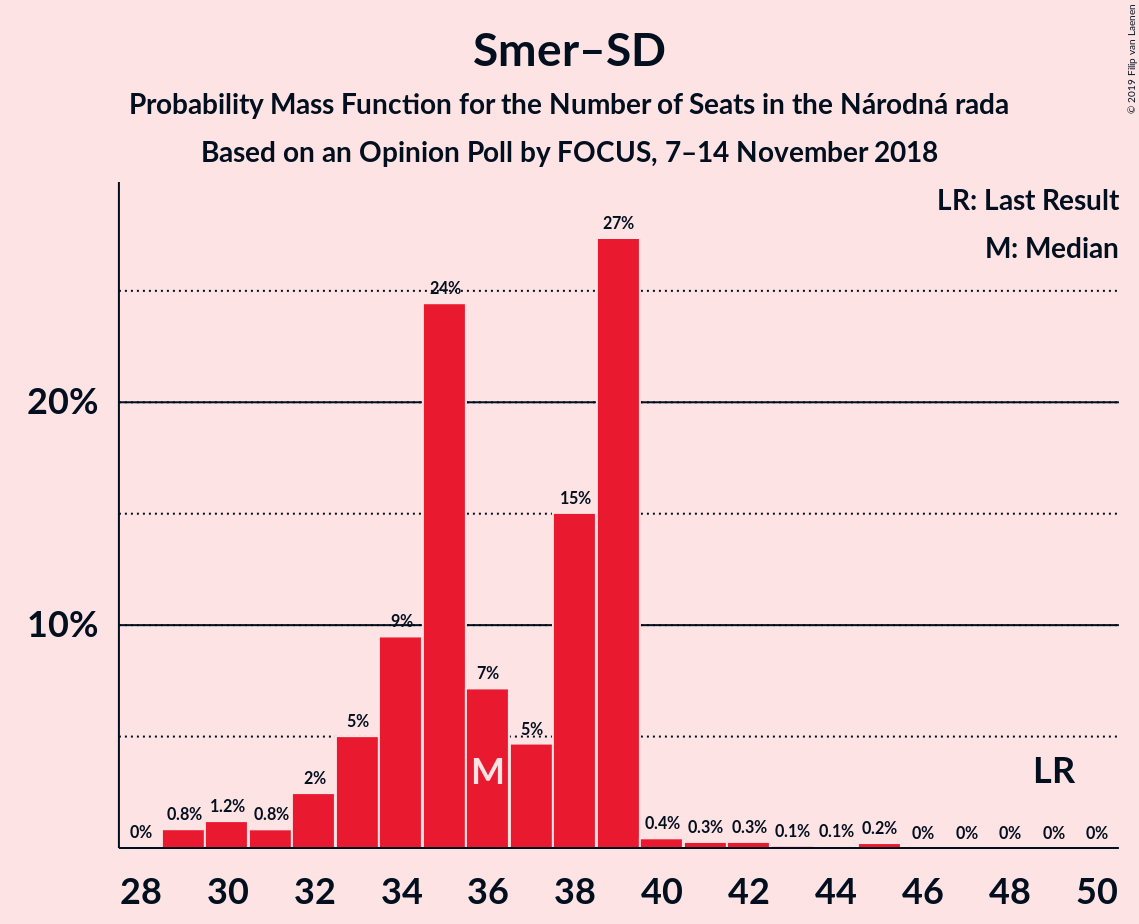 © 2019 Filip van Laenen
Smer–SD
Probability Mass Function for the Number of Seats in the Národná rada
Based on an Opinion Poll by FOCUS, 7–14 November 2018
LR: Last Result
M: Median
27%
24%
20%
15%
10%
9%
7%
5%
5%
M
LR
2%
0%
0.8%
1.2%
0.8%
0.4%
0.3%
0.3%
0.1%
0.1%
0.2%
0%
0%
0%
0%
0%
28 30 32 34 36 38 40 42 44 46 48 50